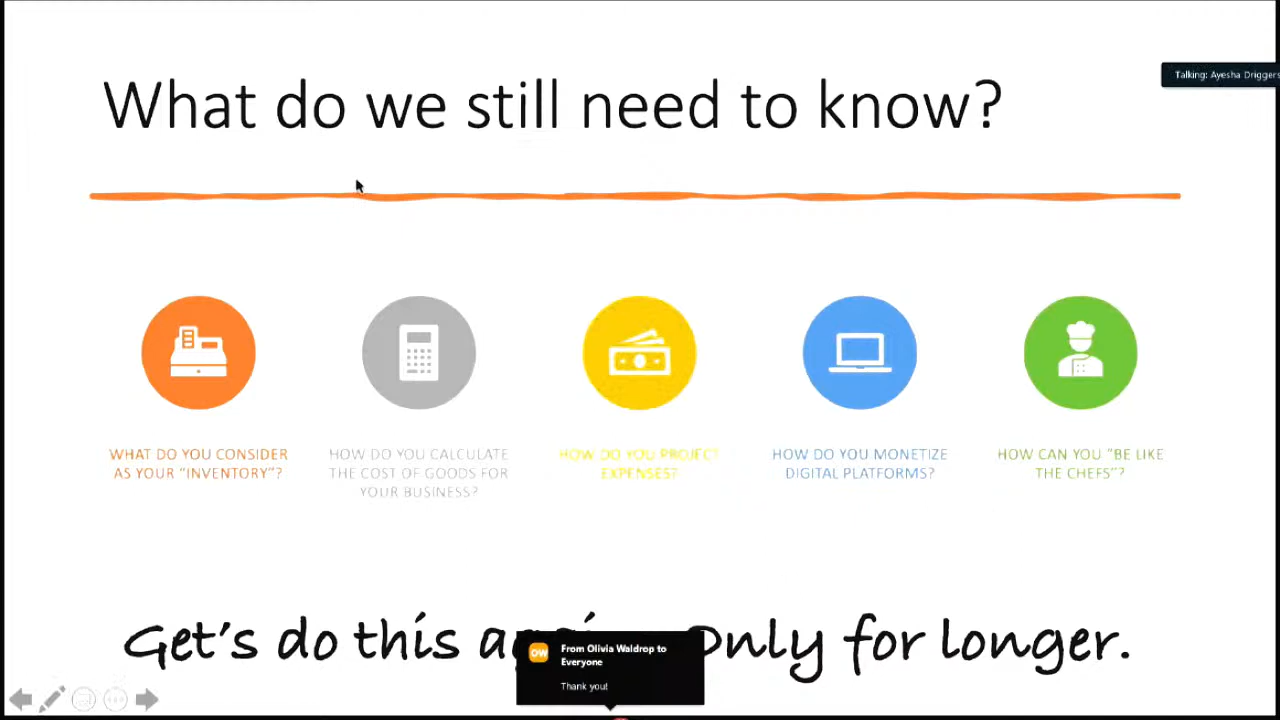 What do we still need to know?
Talking: Ayesha Driggers
WHAT DO YOU CONSIDER
AS YOUR “INVENTORY”?
HOW DO YOU CALCULATE
THE COST OF GOODS FOR
YOUR BUSINESS?
HOW DO YOU PROJECT
EXPENSES?
HOW DO YOU MONETIZE
DIGITAL PLATFORMS?
HOW CAN YOU “BE LIKE
THE CHEFS”?
Get's do this Only for longer.
OW
From Olivia Waldrop to
Everyone
Thank you!